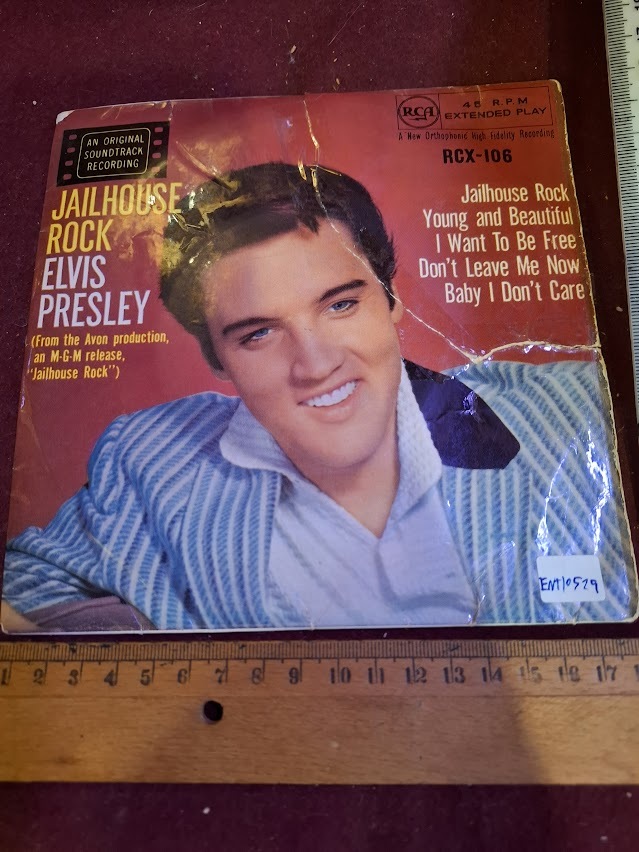 AN ORIGINAL
SOUNDTRACK
RECORDING
JAILHOUSE
ROCK
ELVIS
PRESLEY
(From the Avon production,
an M-G-M release,
"Jailhouse Rock")
RCA
45 R.P.M
EXTENDED PLAY
A New Orthophonic High Fidelity Recording
RCX-106
Jailhouse Rock
Young and Beautiful
I Want To Be Free
Don't Leave Me Now
Baby I Don't Care
ENT10529
1 2 3 4 5 6 7 8 9 10 11 12 13 14 15 16 17